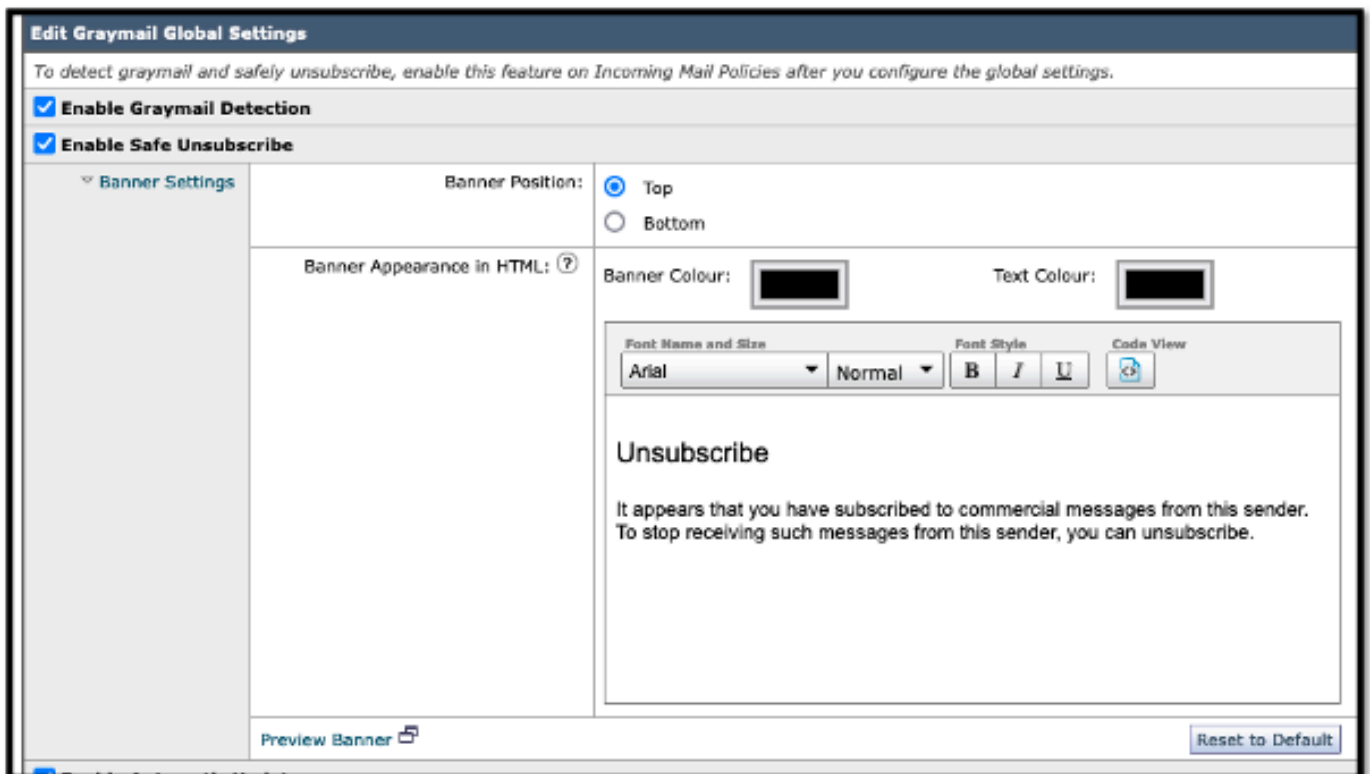 Edit Graymail Global Settings
To detect graymail and safely unsubscribe, enable this feature on Incoming Mail Policies after you configure the global settings.
Enable Graymail Detection
Enable Safe Unsubscribe
Banner Settings
Banner Position:
Top
Bottom
Banner Appearance in HTML: ?
Banner Colour:
Text Colour:
Font Name and Size
Font Style
Code View
Arial
Normal
B I U
Unsubscribe
It appears that you have subscribed to commercial messages from this sender.
To stop receiving such messages from this sender, you can unsubscribe.
Preview Banner
Reset to Default